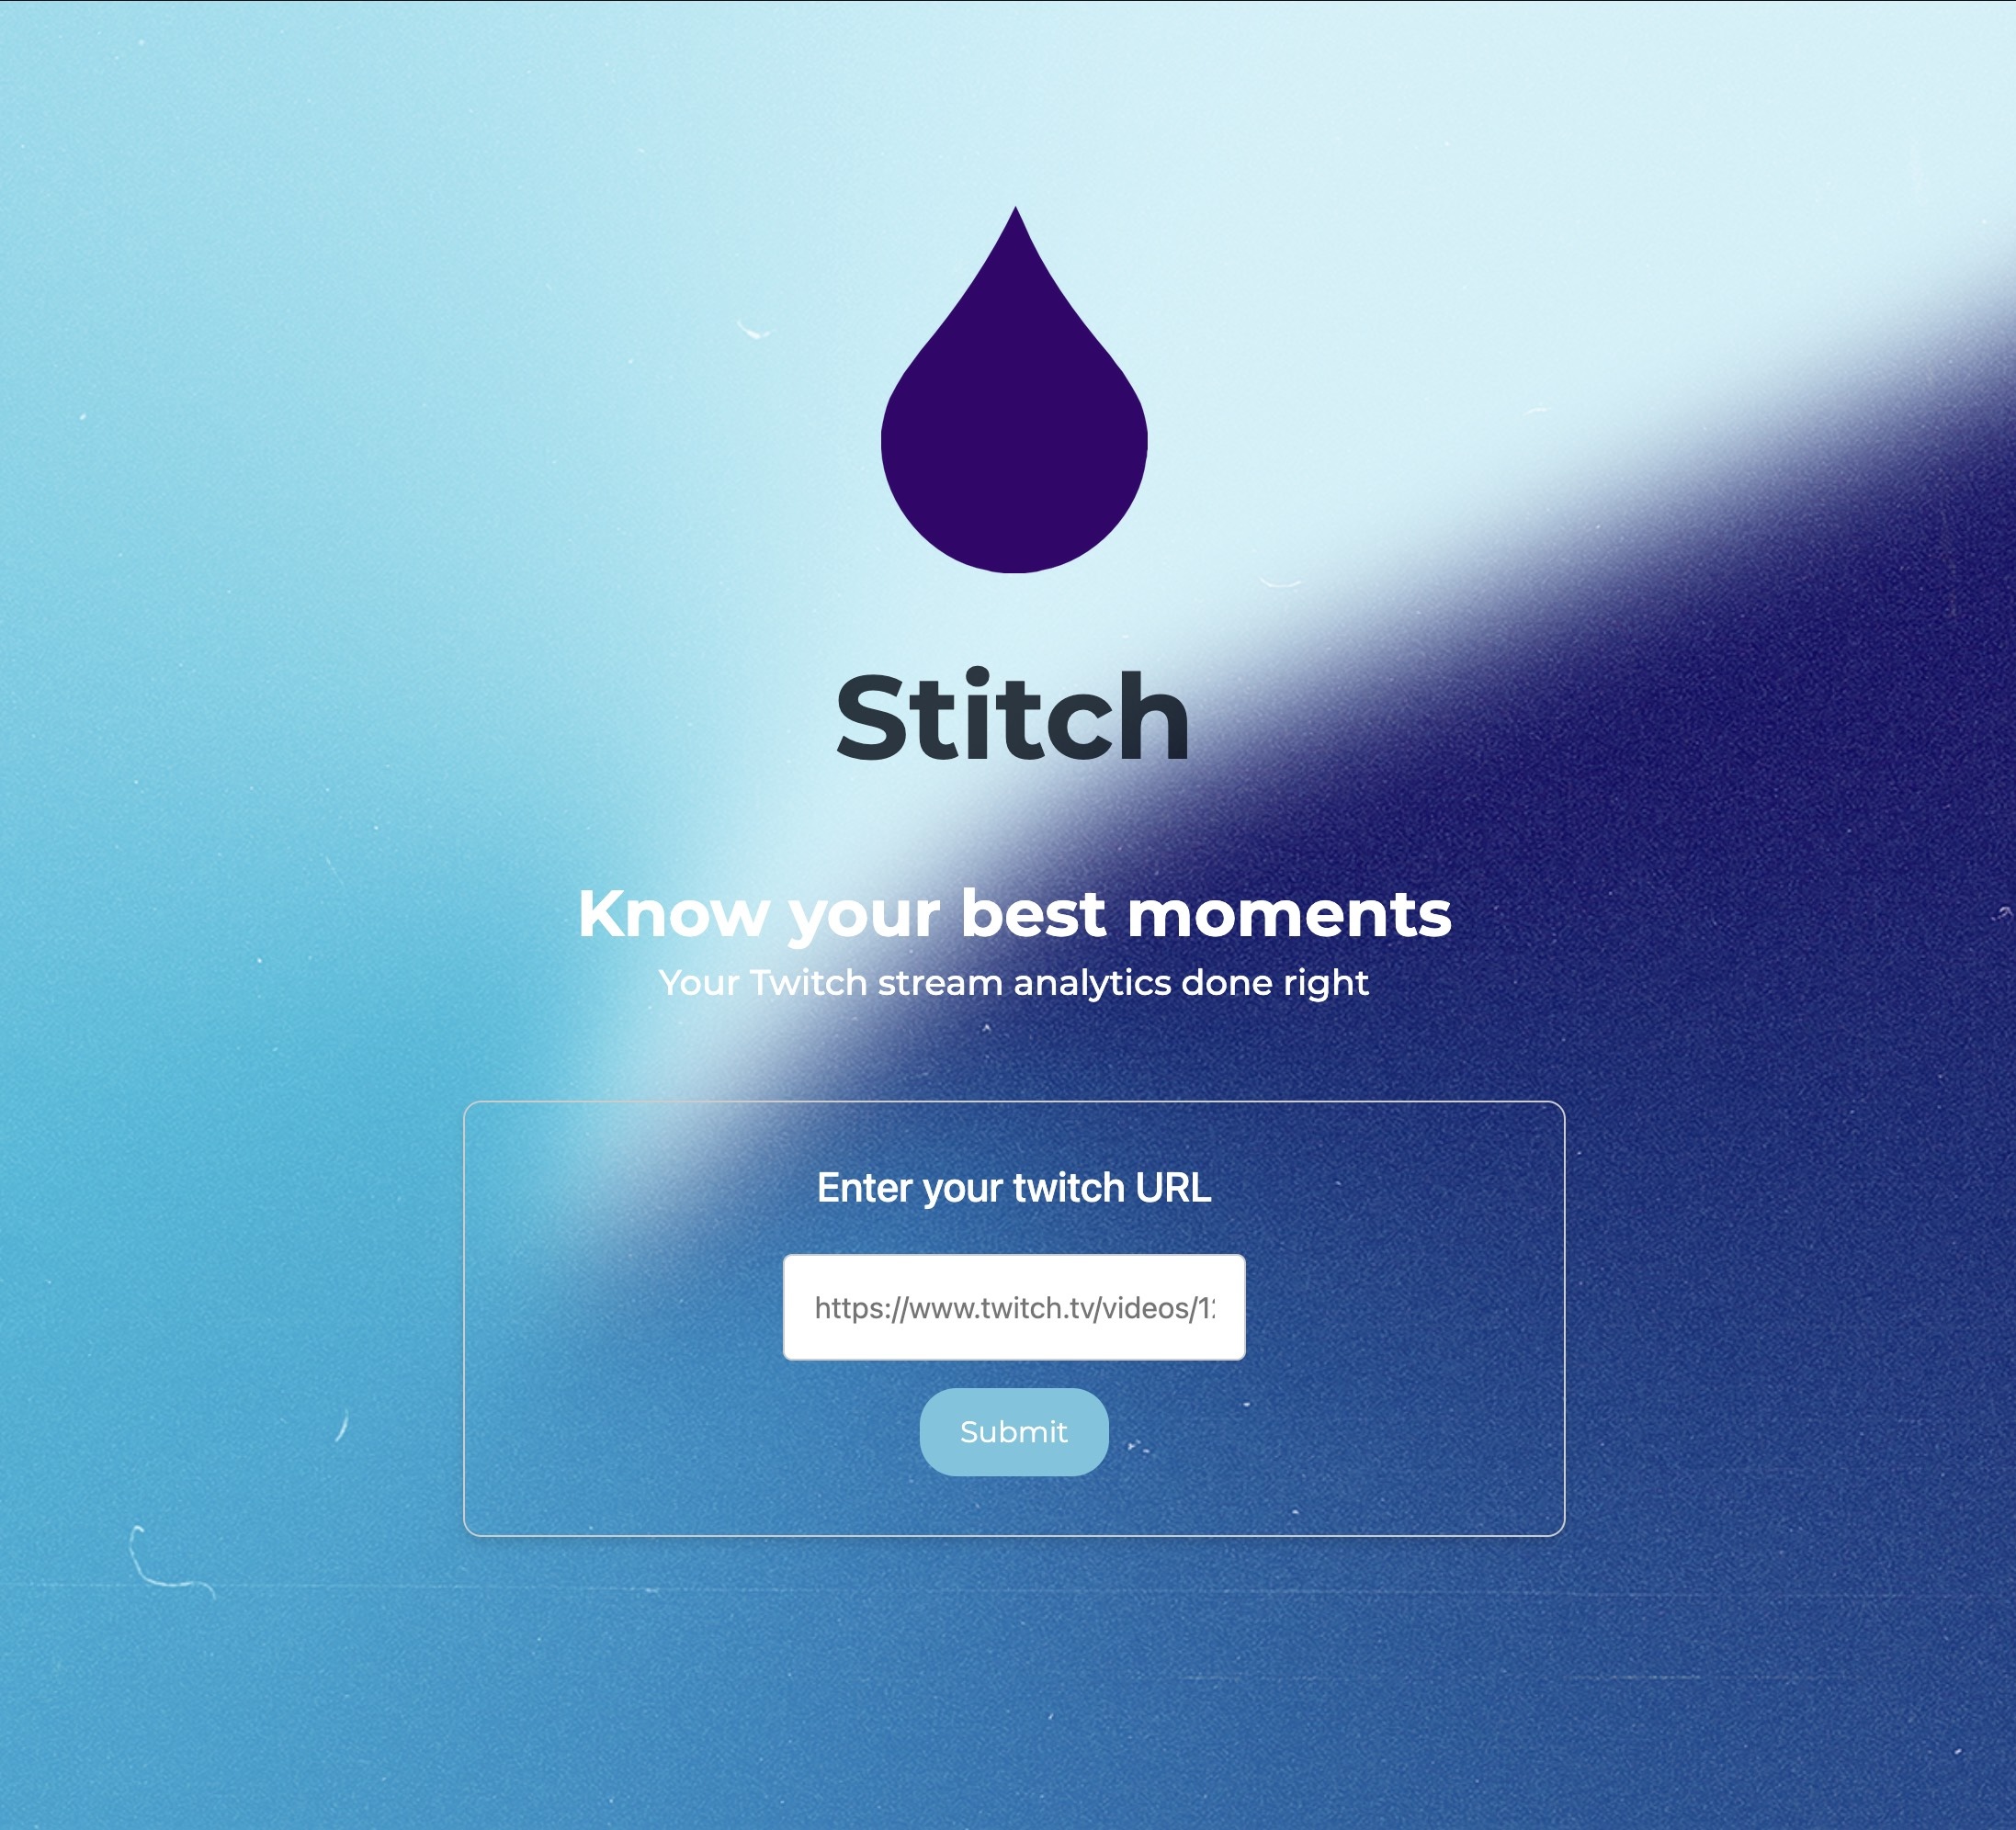 Stitch
Know your best moments
Your Twitch stream analytics done right
Enter your twitch URL
https://www.twitch.tv/videos/1
Submit